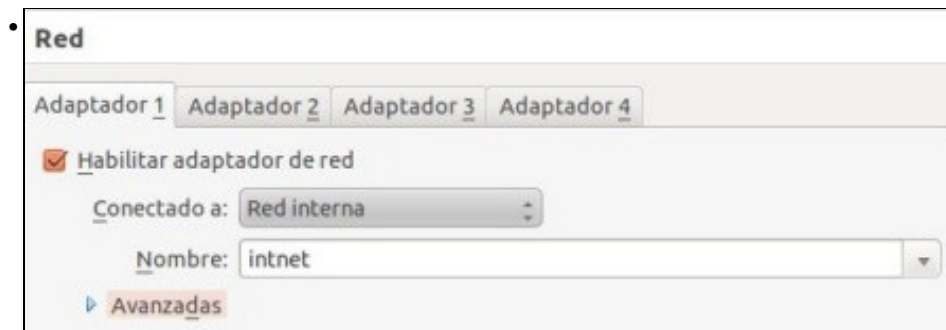 Red
Adaptador 1 Adaptador 2 Adaptador 3 Adaptador 4
Habilitar adaptador de red
Conectado a: Red interna
Nombre: intnet
Avanzadas